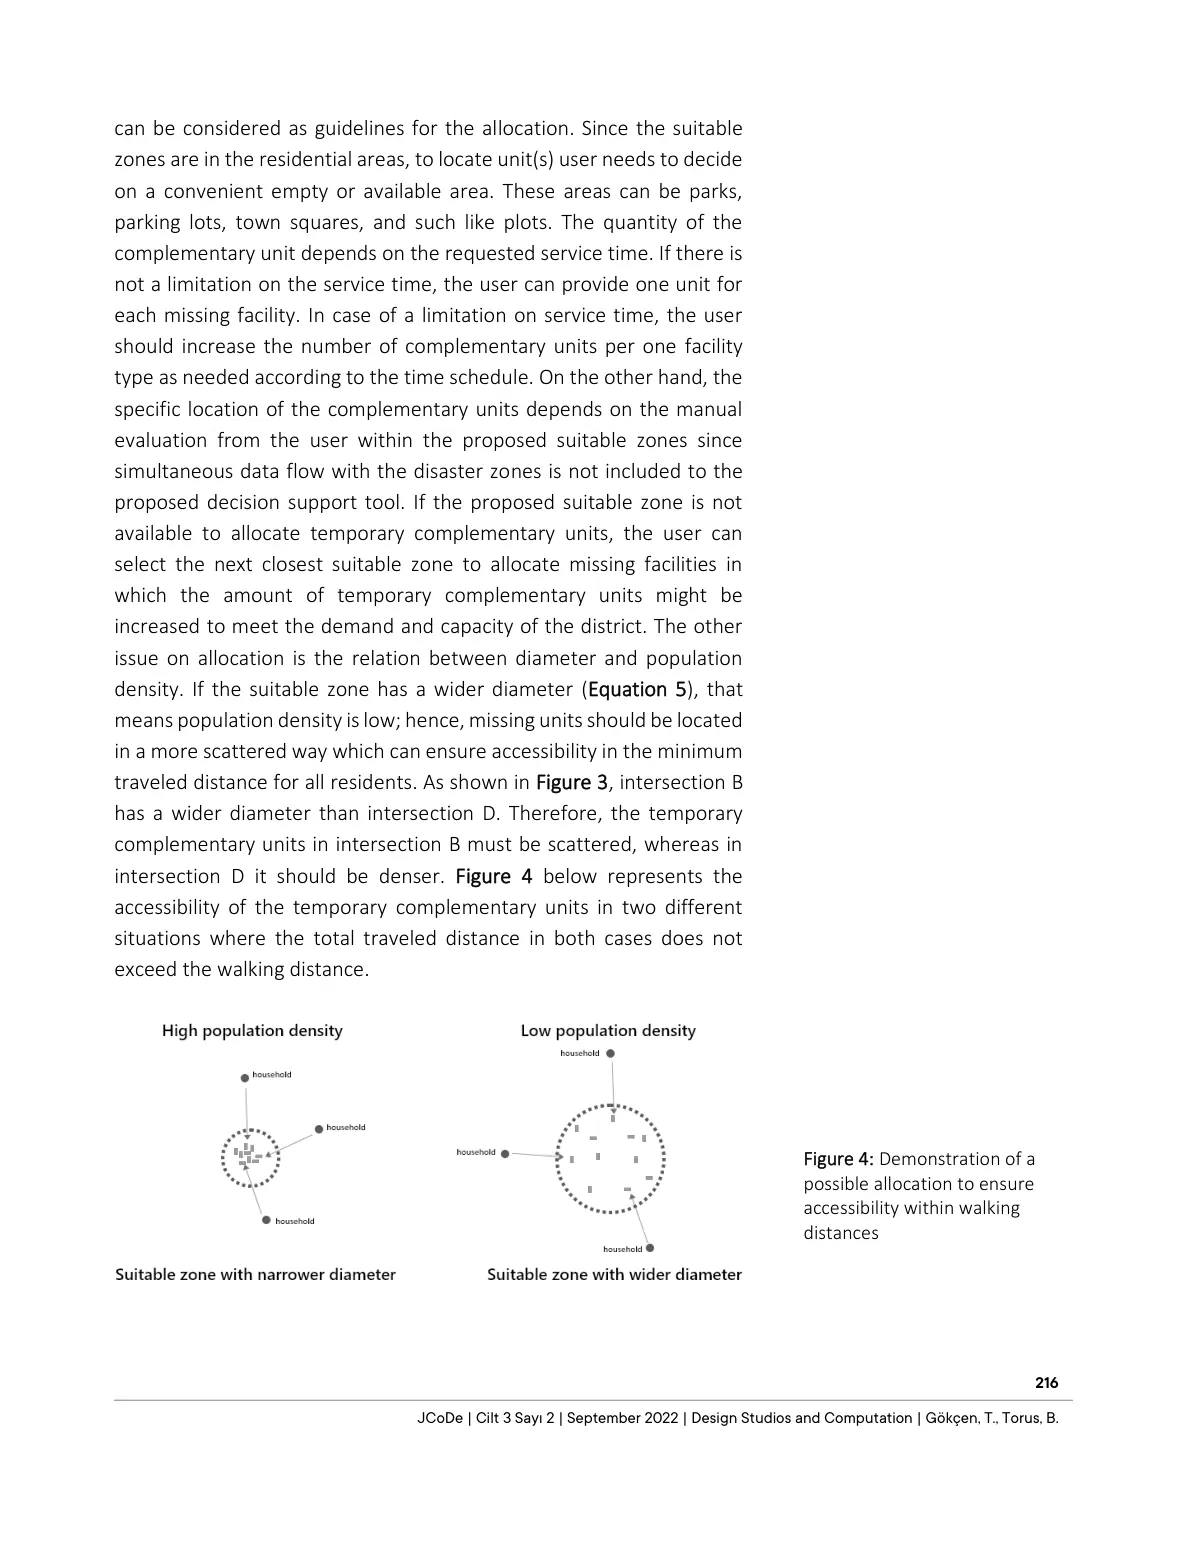 can be considered as guidelines for the allocation. Since the suitable
zones are in the residential areas, to locate unit(s) user needs to decide
on a convenient empty or available area. These areas can be parks,
parking lots, town squares, and such like plots. The quantity of the
complementary unit depends on the requested service time. If there is
not a limitation on the service time, the user can provide one unit for
each missing facility. In case of a limitation on service time, the user
should increase the number of complementary units per one facility
type as needed according to the time schedule. On the other hand, the
specific location of the complementary units depends on the manual
evaluation from the user within the proposed suitable zones since
simultaneous data flow with the disaster zones is not included to the
proposed decision support tool. If the proposed suitable zone is not
available to allocate temporary complementary units, the user can
select the next closest suitable zone to allocate missing facilities in
which the amount of temporary complementary units might be
increased to meet the demand and capacity of the district. The other
issue on allocation is the relation between diameter and population
density. If the suitable zone has a wider diameter (Equation 5), that
means population density is low; hence, missing units should be located
in a more scattered way which can ensure accessibility in the minimum
traveled distance for all residents. As shown in Figure 3, intersection B
has a wider diameter than intersection D. Therefore, the temporary
complementary units in intersection B must be scattered, whereas in
intersection D it should be denser. Figure 4 below represents the
accessibility of the temporary complementary units in two different
situations where the total traveled distance in both cases does not
exceed the walking distance.
High population density
household
household
household
Suitable zone with narrower diameter
Low population density
household
household
household
Suitable zone with wider diameter
Figure 4: Demonstration of a
possible allocation to ensure
accessibility within walking
distances
216
JCoDe | Cilt 3 Sayı 2 | September 2022 | Design Studios and Computation | Gökçen, T., Torus, B.